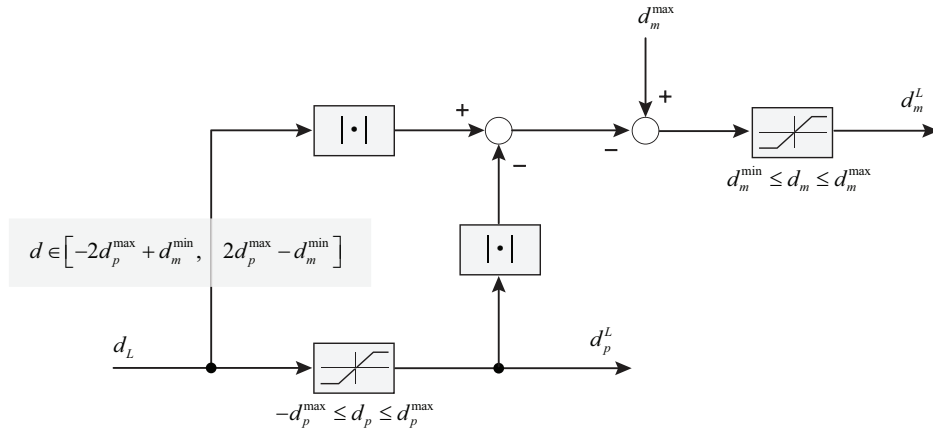 d_m^max
+
+
d_m^L
|•|
−
−
d_m^min ≤ d_m ≤ d_m^max
d ∈ [−2d_p^max + d_m^min , 2d_p^max − d_m^min]
|•|
d_L
d_p^L
−d_p^max ≤ d_p ≤ d_p^max